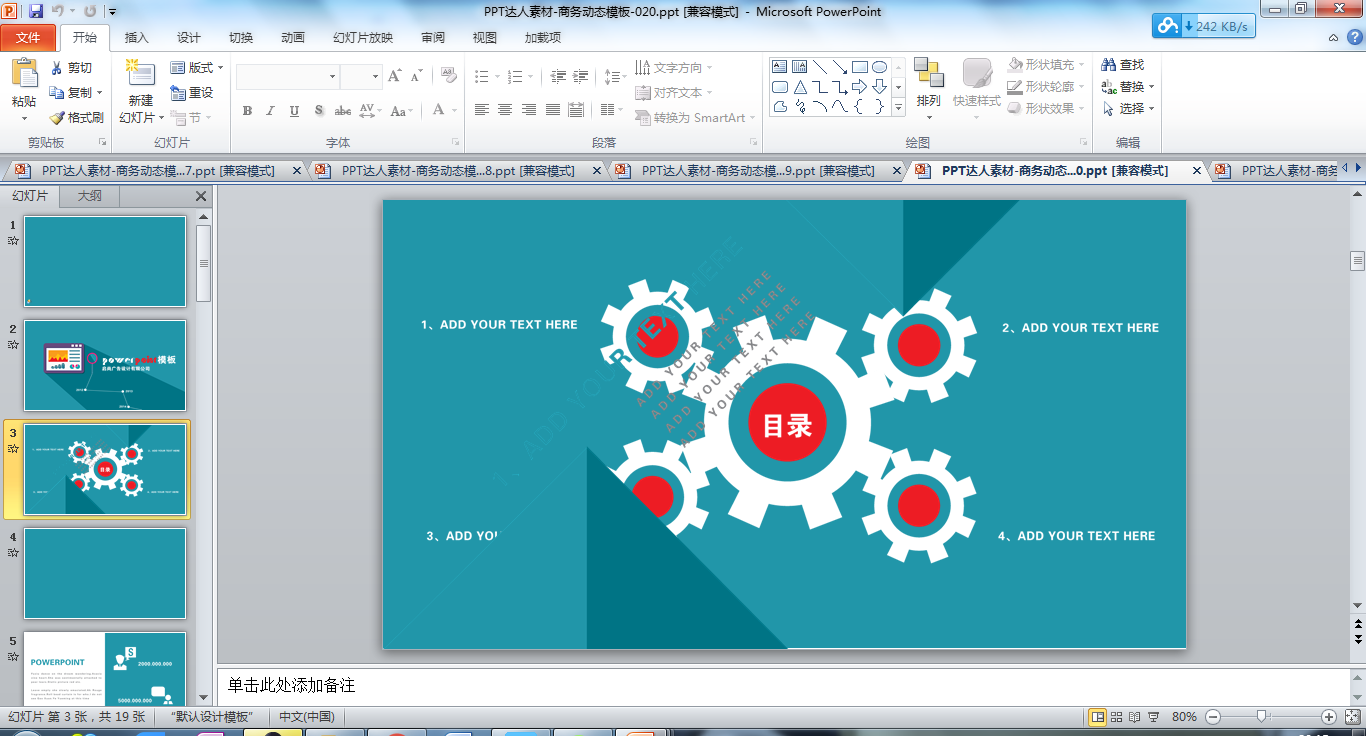 PPT达人素材-商务动态模板-020.ppt [兼容模式] - Microsoft PowerPoint
242 KB/s
文件 开始 插入 设计 切换 动画 幻灯片放映 审阅 视图 加载项
粘贴 剪切 复制 格式刷
剪贴板
新建 幻灯片 版式 重设 节
幻灯片
B I U S abc AV Aa A
字体
文字方向
对齐文本
转换为 SmartArt
段落
排列 快速样式
形状填充
形状轮廓
形状效果
绘图
查找
替换
选择
编辑
PPT达人素材-商务动态模...7.ppt [兼容模式]
PPT达人素材-商务动态模...8.ppt [兼容模式]
PPT达人素材-商务动态模...9.ppt [兼容模式]
PPT达人素材-商务动态...0.ppt [兼容模式]
PPT达人素材-商务
幻灯片 大纲
1
2
powerpoint模板
3
目录
4
5
POWERPOINT
2000.000.000
5000.000.000
1、ADD YOUR TEXT HERE
2、ADD YOUR TEXT HERE
目录
3、ADD YOU
4、ADD YOUR TEXT HERE
1、ADD YOUR TEXT HERE
ADD YOUR TEXT HERE
ADD YOUR TEXT HERE
ADD YOUR TEXT HERE
ADD YOUR TEXT HERE
单击此处添加备注
幻灯片 第 3 张，共 19 张 “默认设计模板” 中文(中国) 80%